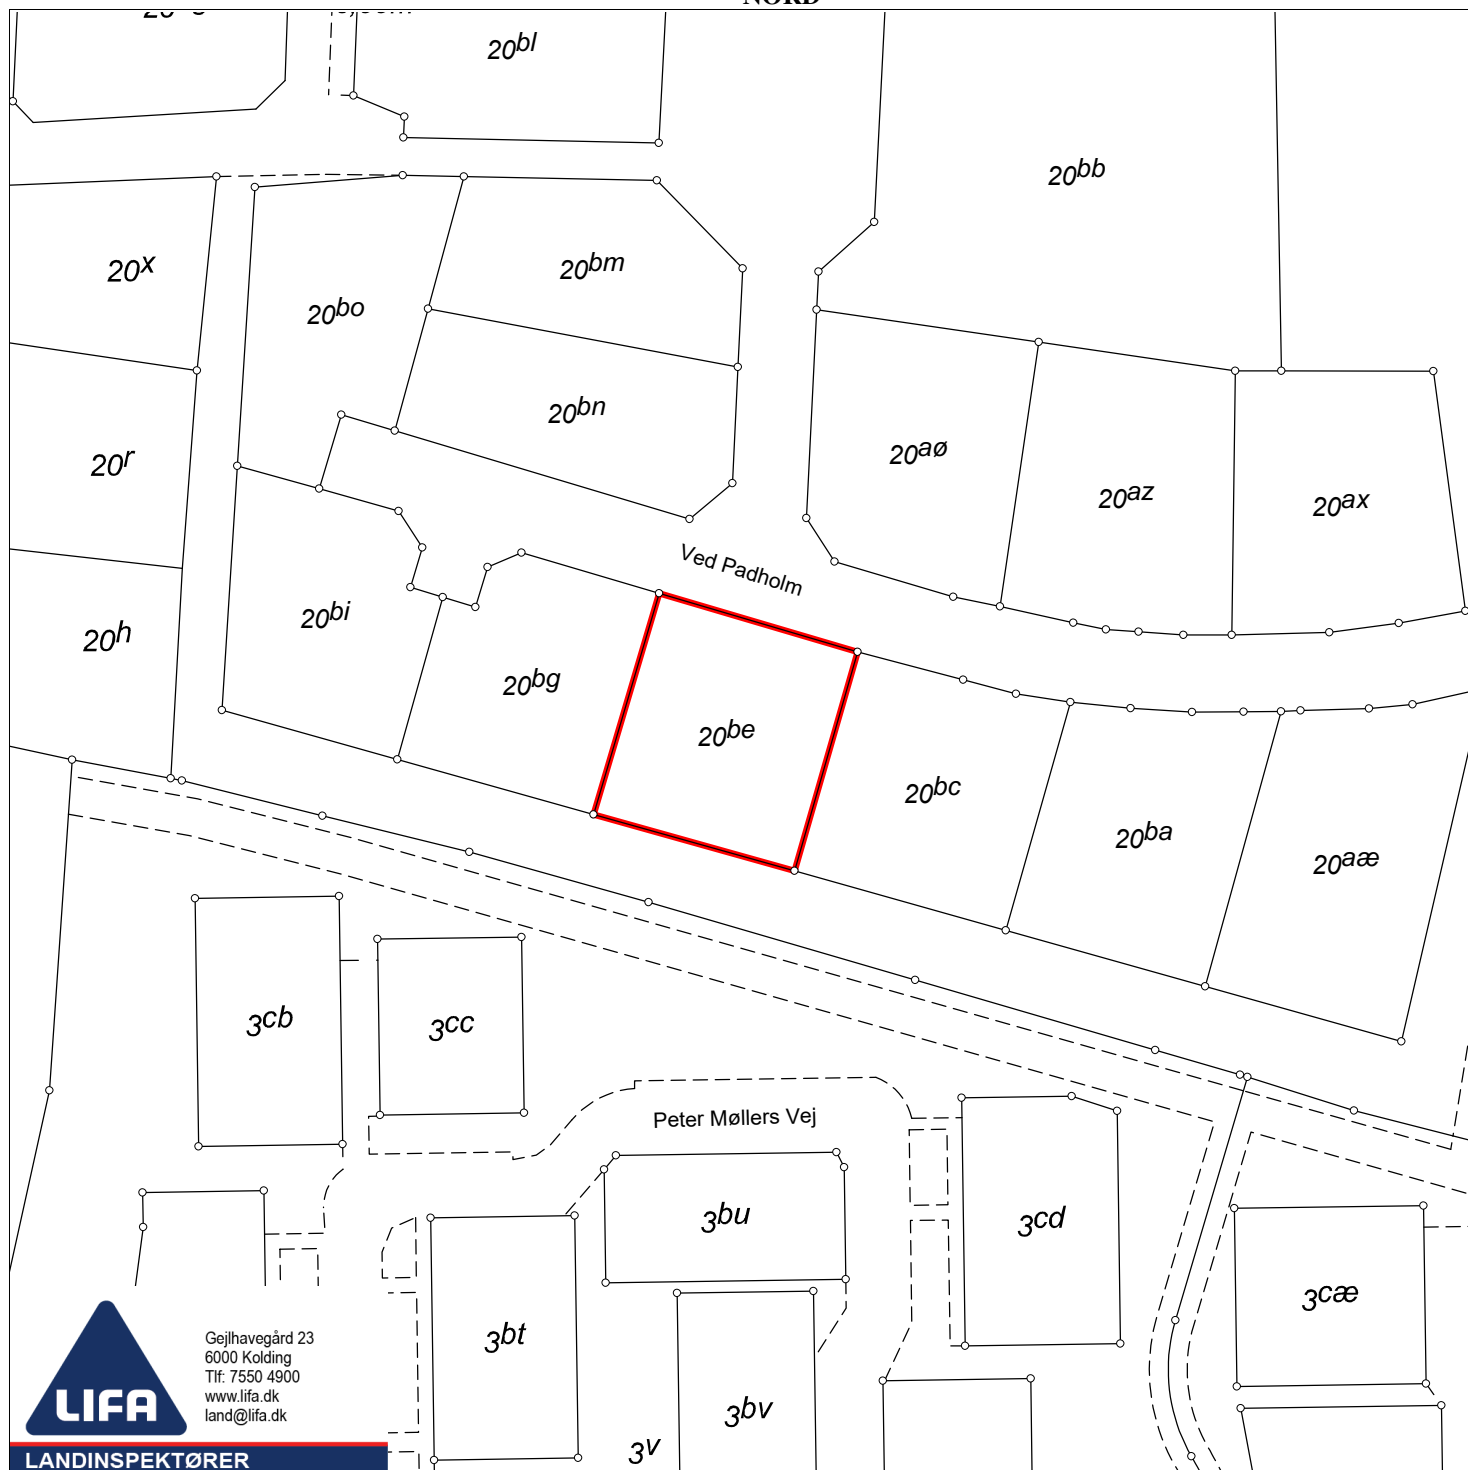 NORD
20bl
20bb
20x
20bo
20bm
20bn
20r
20aø
20az
20ax
Ved Padholm
20h
20bi
20bg
20be
20bc
20ba
20aæ
3cb
3cc
Peter Møllers Vej
3bu
3cd
3cæ
3bt
3bv
3v
Gejlhavegård 23
6000 Kolding
Tlf: 7550 4900
www.lifa.dk
land@lifa.dk
LIFA
LANDINSPEKTØRER